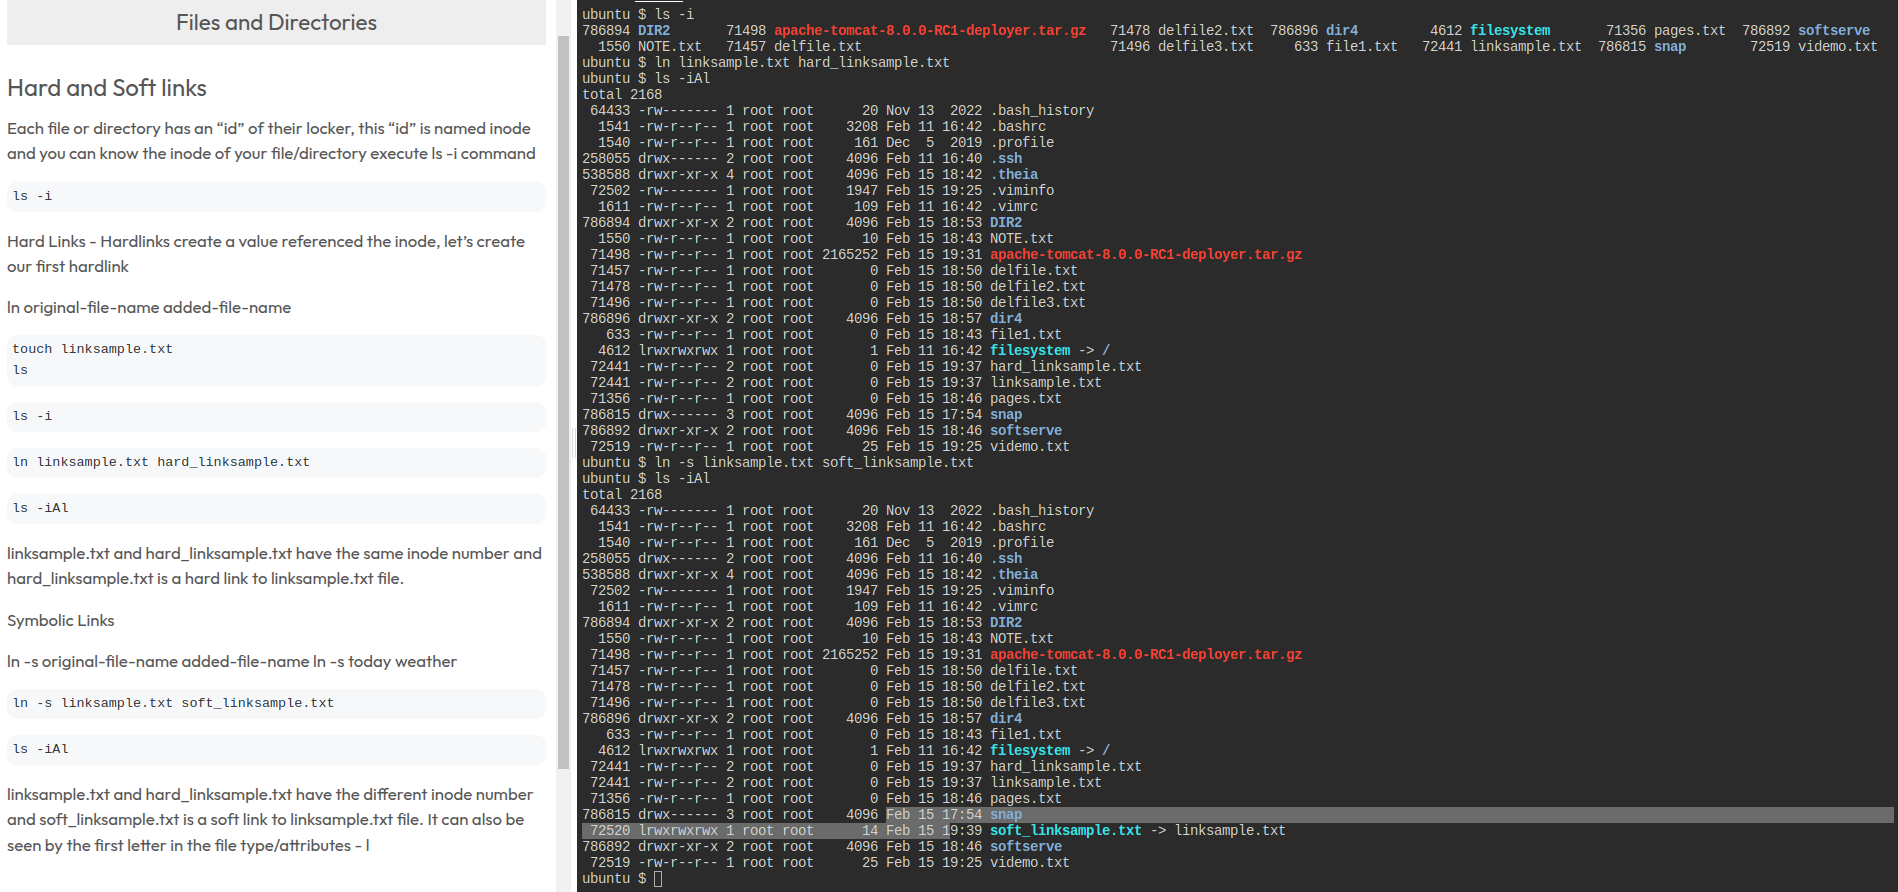 Files and Directories
Hard and Soft links
Each file or directory has an “id” of their locker, this “id” is named inode
and you can know the inode of your file/directory execute ls -i command
ls -i
Hard Links - Hardlinks create a value referenced the inode, let’s create
our first hardlink
ln original-file-name added-file-name
touch linksample.txt
ls
ls -i
ln linksample.txt hard_linksample.txt
ls -iAl
linksample.txt and hard_linksample.txt have the same inode number and
hard_linksample.txt is a hard link to linksample.txt file.
Symbolic Links
ln -s original-file-name added-file-name ln -s today weather
ln -s linksample.txt soft_linksample.txt
ls -iAl
linksample.txt and hard_linksample.txt have the different inode number
and soft_linksample.txt is a soft link to linksample.txt file. It can also be
seen by the first letter in the file type/attributes - l
ubuntu $ ls -i
786894 DIR2       71498 apache-tomcat-8.0.0-RC1-deployer.tar.gz   71478 delfile2.txt  786896 dir4         4612 filesystem       71356 pages.txt  786892 softserve
  1550 NOTE.txt   71457 delfile.txt                               71496 delfile3.txt     633 file1.txt   72441 linksample.txt  786815 snap        72519 videmo.txt
ubuntu $ ln linksample.txt hard_linksample.txt
ubuntu $ ls -iAl
total 2168
 64433 -rw------- 1 root root      20 Nov 13  2022 .bash_history
  1541 -rw-r--r-- 1 root root    3208 Feb 11 16:42 .bashrc
  1540 -rw-r--r-- 1 root root     161 Dec  5  2019 .profile
258055 drwx------ 2 root root    4096 Feb 11 16:40 .ssh
538588 drwxr-xr-x 4 root root    4096 Feb 15 18:42 .theia
 72502 -rw------- 1 root root    1947 Feb 15 19:25 .viminfo
  1611 -rw-r--r-- 1 root root     109 Feb 11 16:42 .vimrc
786894 drwxr-xr-x 2 root root    4096 Feb 15 18:53 DIR2
  1550 -rw-r--r-- 1 root root      10 Feb 15 18:43 NOTE.txt
 71498 -rw-r--r-- 1 root root 2165252 Feb 15 19:31 apache-tomcat-8.0.0-RC1-deployer.tar.gz
 71457 -rw-r--r-- 1 root root       0 Feb 15 18:50 delfile.txt
 71478 -rw-r--r-- 1 root root       0 Feb 15 18:50 delfile2.txt
 71496 -rw-r--r-- 1 root root       0 Feb 15 18:50 delfile3.txt
786896 drwxr-xr-x 2 root root    4096 Feb 15 18:57 dir4
   633 -rw-r--r-- 1 root root       0 Feb 15 18:43 file1.txt
  4612 lrwxrwxrwx 1 root root       1 Feb 11 16:42 filesystem -> /
 72441 -rw-r--r-- 2 root root       0 Feb 15 19:37 hard_linksample.txt
 72441 -rw-r--r-- 2 root root       0 Feb 15 19:37 linksample.txt
 71356 -rw-r--r-- 1 root root       0 Feb 15 18:46 pages.txt
786815 drwx------ 3 root root    4096 Feb 15 17:54 snap
786892 drwxr-xr-x 2 root root    4096 Feb 15 18:46 softserve
 72519 -rw-r--r-- 1 root root      25 Feb 15 19:25 videmo.txt
ubuntu $ ln -s linksample.txt soft_linksample.txt
ubuntu $ ls -iAl
total 2168
 64433 -rw------- 1 root root      20 Nov 13  2022 .bash_history
  1541 -rw-r--r-- 1 root root    3208 Feb 11 16:42 .bashrc
  1540 -rw-r--r-- 1 root root     161 Dec  5  2019 .profile
258055 drwx------ 2 root root    4096 Feb 11 16:40 .ssh
538588 drwxr-xr-x 4 root root    4096 Feb 15 18:42 .theia
 72502 -rw------- 1 root root    1947 Feb 15 19:25 .viminfo
  1611 -rw-r--r-- 1 root root     109 Feb 11 16:42 .vimrc
786894 drwxr-xr-x 2 root root    4096 Feb 15 18:53 DIR2
  1550 -rw-r--r-- 1 root root      10 Feb 15 18:43 NOTE.txt
 71498 -rw-r--r-- 1 root root 2165252 Feb 15 19:31 apache-tomcat-8.0.0-RC1-deployer.tar.gz
 71457 -rw-r--r-- 1 root root       0 Feb 15 18:50 delfile.txt
 71478 -rw-r--r-- 1 root root       0 Feb 15 18:50 delfile2.txt
 71496 -rw-r--r-- 1 root root       0 Feb 15 18:50 delfile3.txt
786896 drwxr-xr-x 2 root root    4096 Feb 15 18:57 dir4
   633 -rw-r--r-- 1 root root       0 Feb 15 18:43 file1.txt
  4612 lrwxrwxrwx 1 root root       1 Feb 11 16:42 filesystem -> /
 72441 -rw-r--r-- 2 root root       0 Feb 15 19:37 hard_linksample.txt
 72441 -rw-r--r-- 2 root root       0 Feb 15 19:37 linksample.txt
 71356 -rw-r--r-- 1 root root       0 Feb 15 18:46 pages.txt
786815 drwx------ 3 root root    4096 Feb 15 17:54 snap
 72520 lrwxrwxrwx 1 root root      14 Feb 15 19:39 soft_linksample.txt -> linksample.txt
786892 drwxr-xr-x 2 root root    4096 Feb 15 18:46 softserve
 72519 -rw-r--r-- 1 root root      25 Feb 15 19:25 videmo.txt
ubuntu $